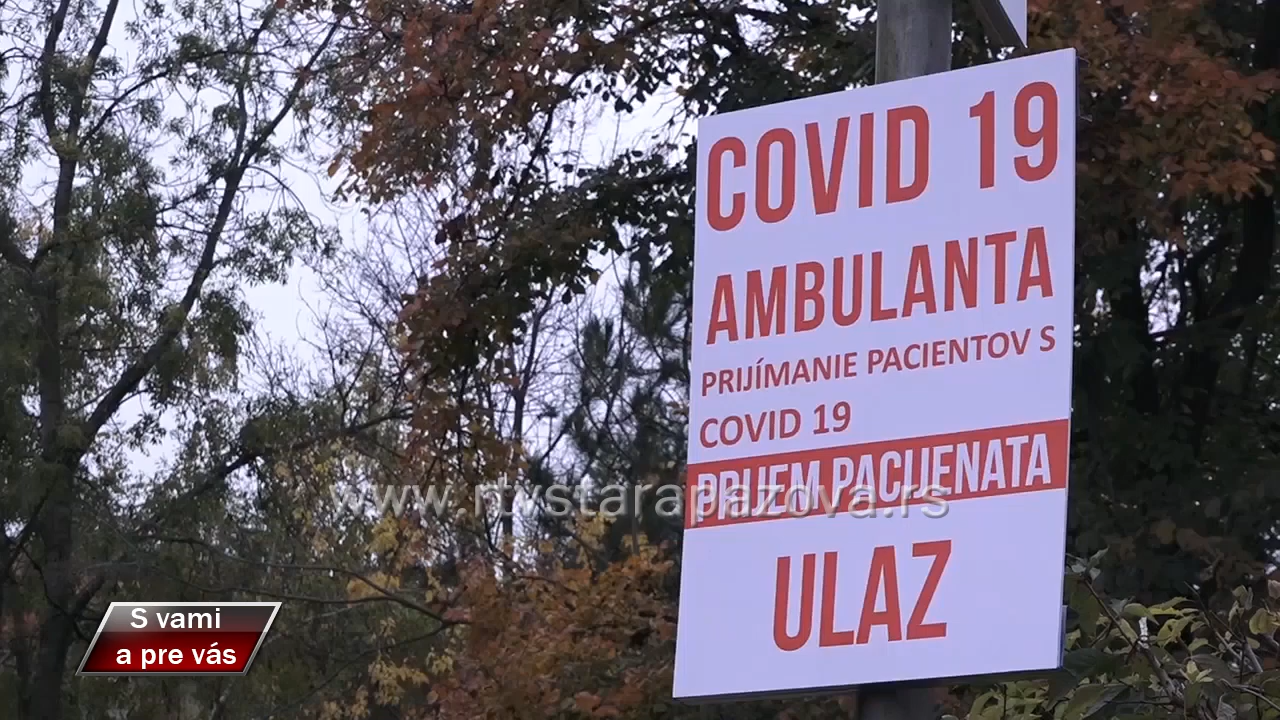 COVID 19
AMBULANTA
PRIJÍMANIE PACIENTOV S
COVID 19
PRIJEM PACIJENATA
www.rtvstarapazova.rs
ULAZ
S vami
a pre vás